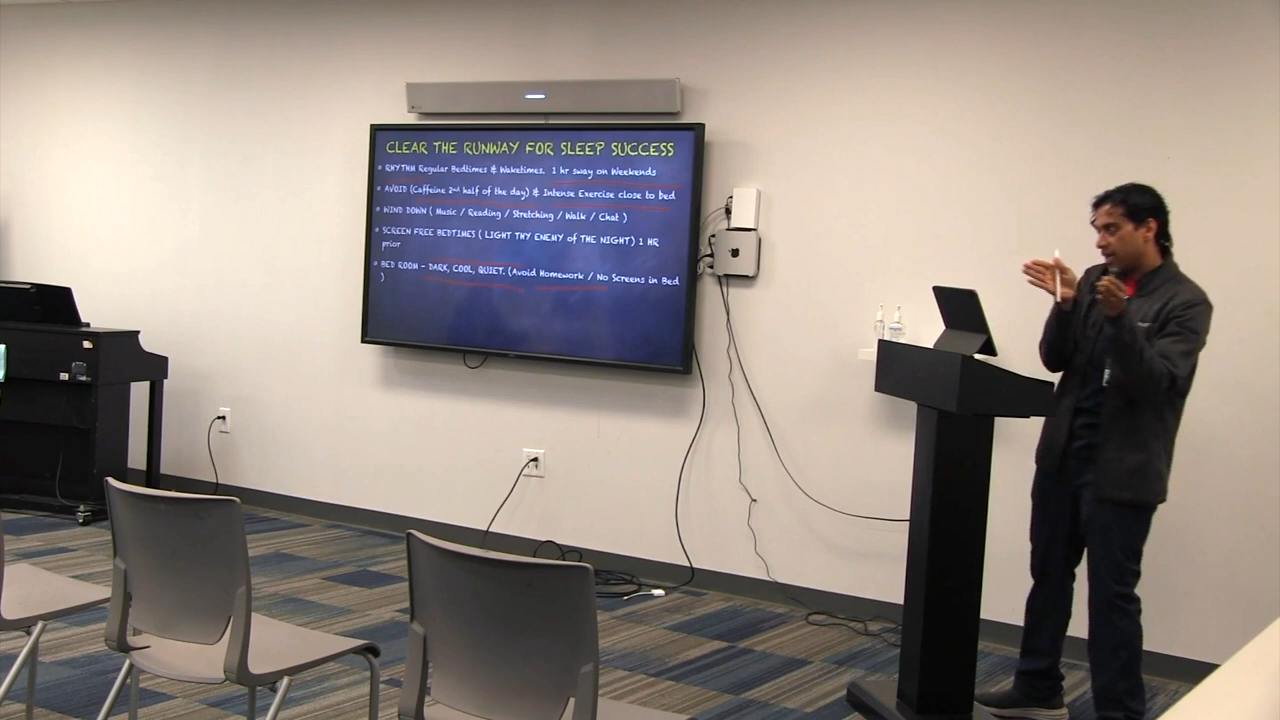 CLEAR THE RUNWAY FOR SLEEP SUCCESS
RHYTHM Regular Bedtimes & Waketimes. 1 hr sway on Weekends
AVOID (Caffeine 2nd half of the day) & Intense Exercise close to bed
WIND DOWN ( Music / Reading / Stretching / Walk / Chat )
SCREEN FREE BEDTIMES ( LIGHT THY ENEMY of THE NIGHT) 1 HR
prior
BED ROOM - DARK, COOL, QUIET. (Avoid Homework / No Screens in Bed
)